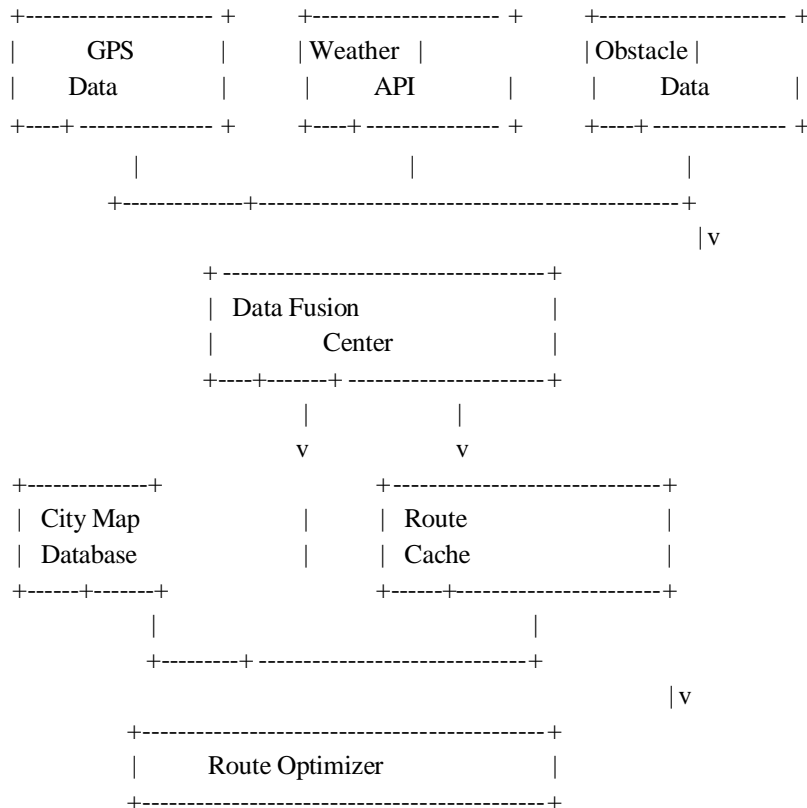 +--------------------- +          +--------------------- +          +--------------------- +
|          GPS            |          | Weather   |                    | Obstacle |
|       Data              |          |          API             |          |          Data           |
+----+ --------------- +          +----+ --------------- +          +----+ --------------- +
|                                   |                                   |
+--------------+-----------------------------------------------+
| v
+ ------------------------------------ +
|   Data Fusion                        |
|               Center                    |
+----+--------+ ---------------------- +
|                    |
v                    v
+--------------+                              +------------------------------+
|   City Map                    |          |   Route                          |
|   Database                   |          |   Cache                          |
+------+--------+                            +------+-----------------------+
|                                                  |
+----------+ ------------------------------+
| v
+-----------------------------------------------+
|          Route Optimizer                    |
+-----------------------------------------------+